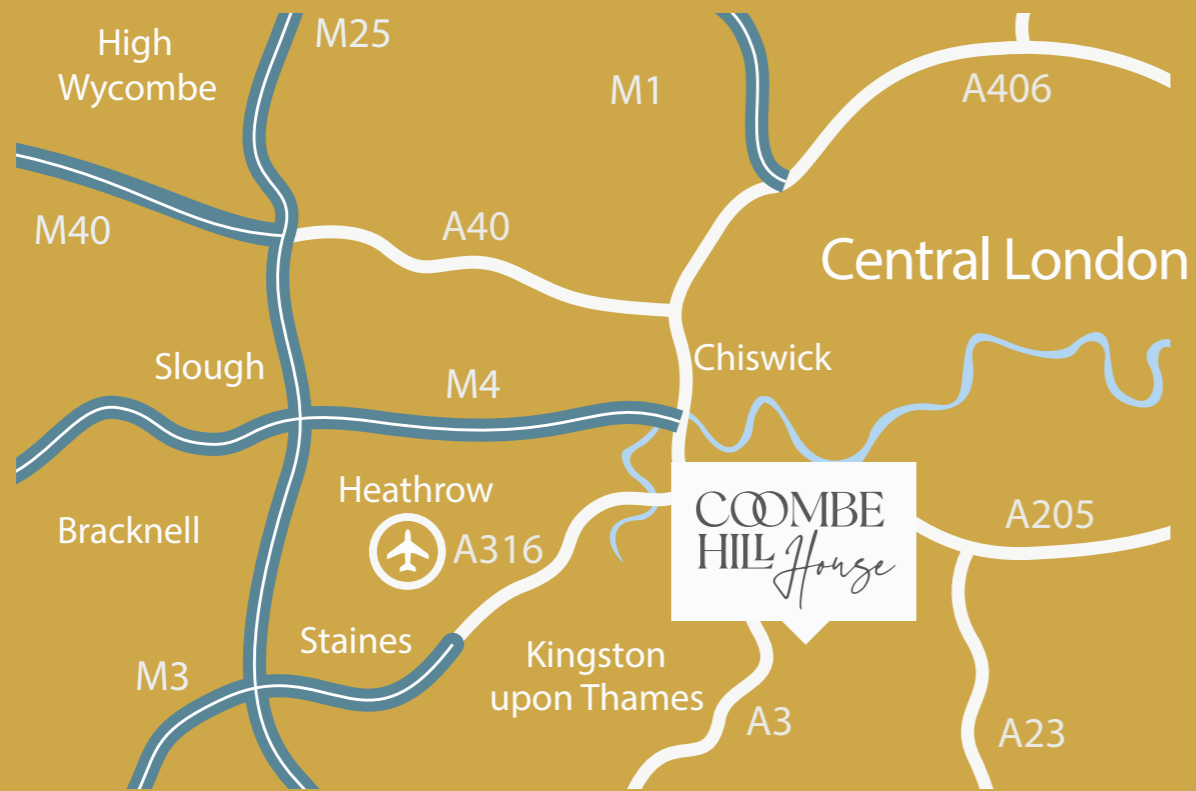 M25
High
Wycombe
M1
A406
M40
A40
Central London
Slough
M4
Chiswick
Heathrow
Bracknell
A316
COOMBE
HILL House
A205
Staines
M3
Kingston
upon Thames
A3
A23